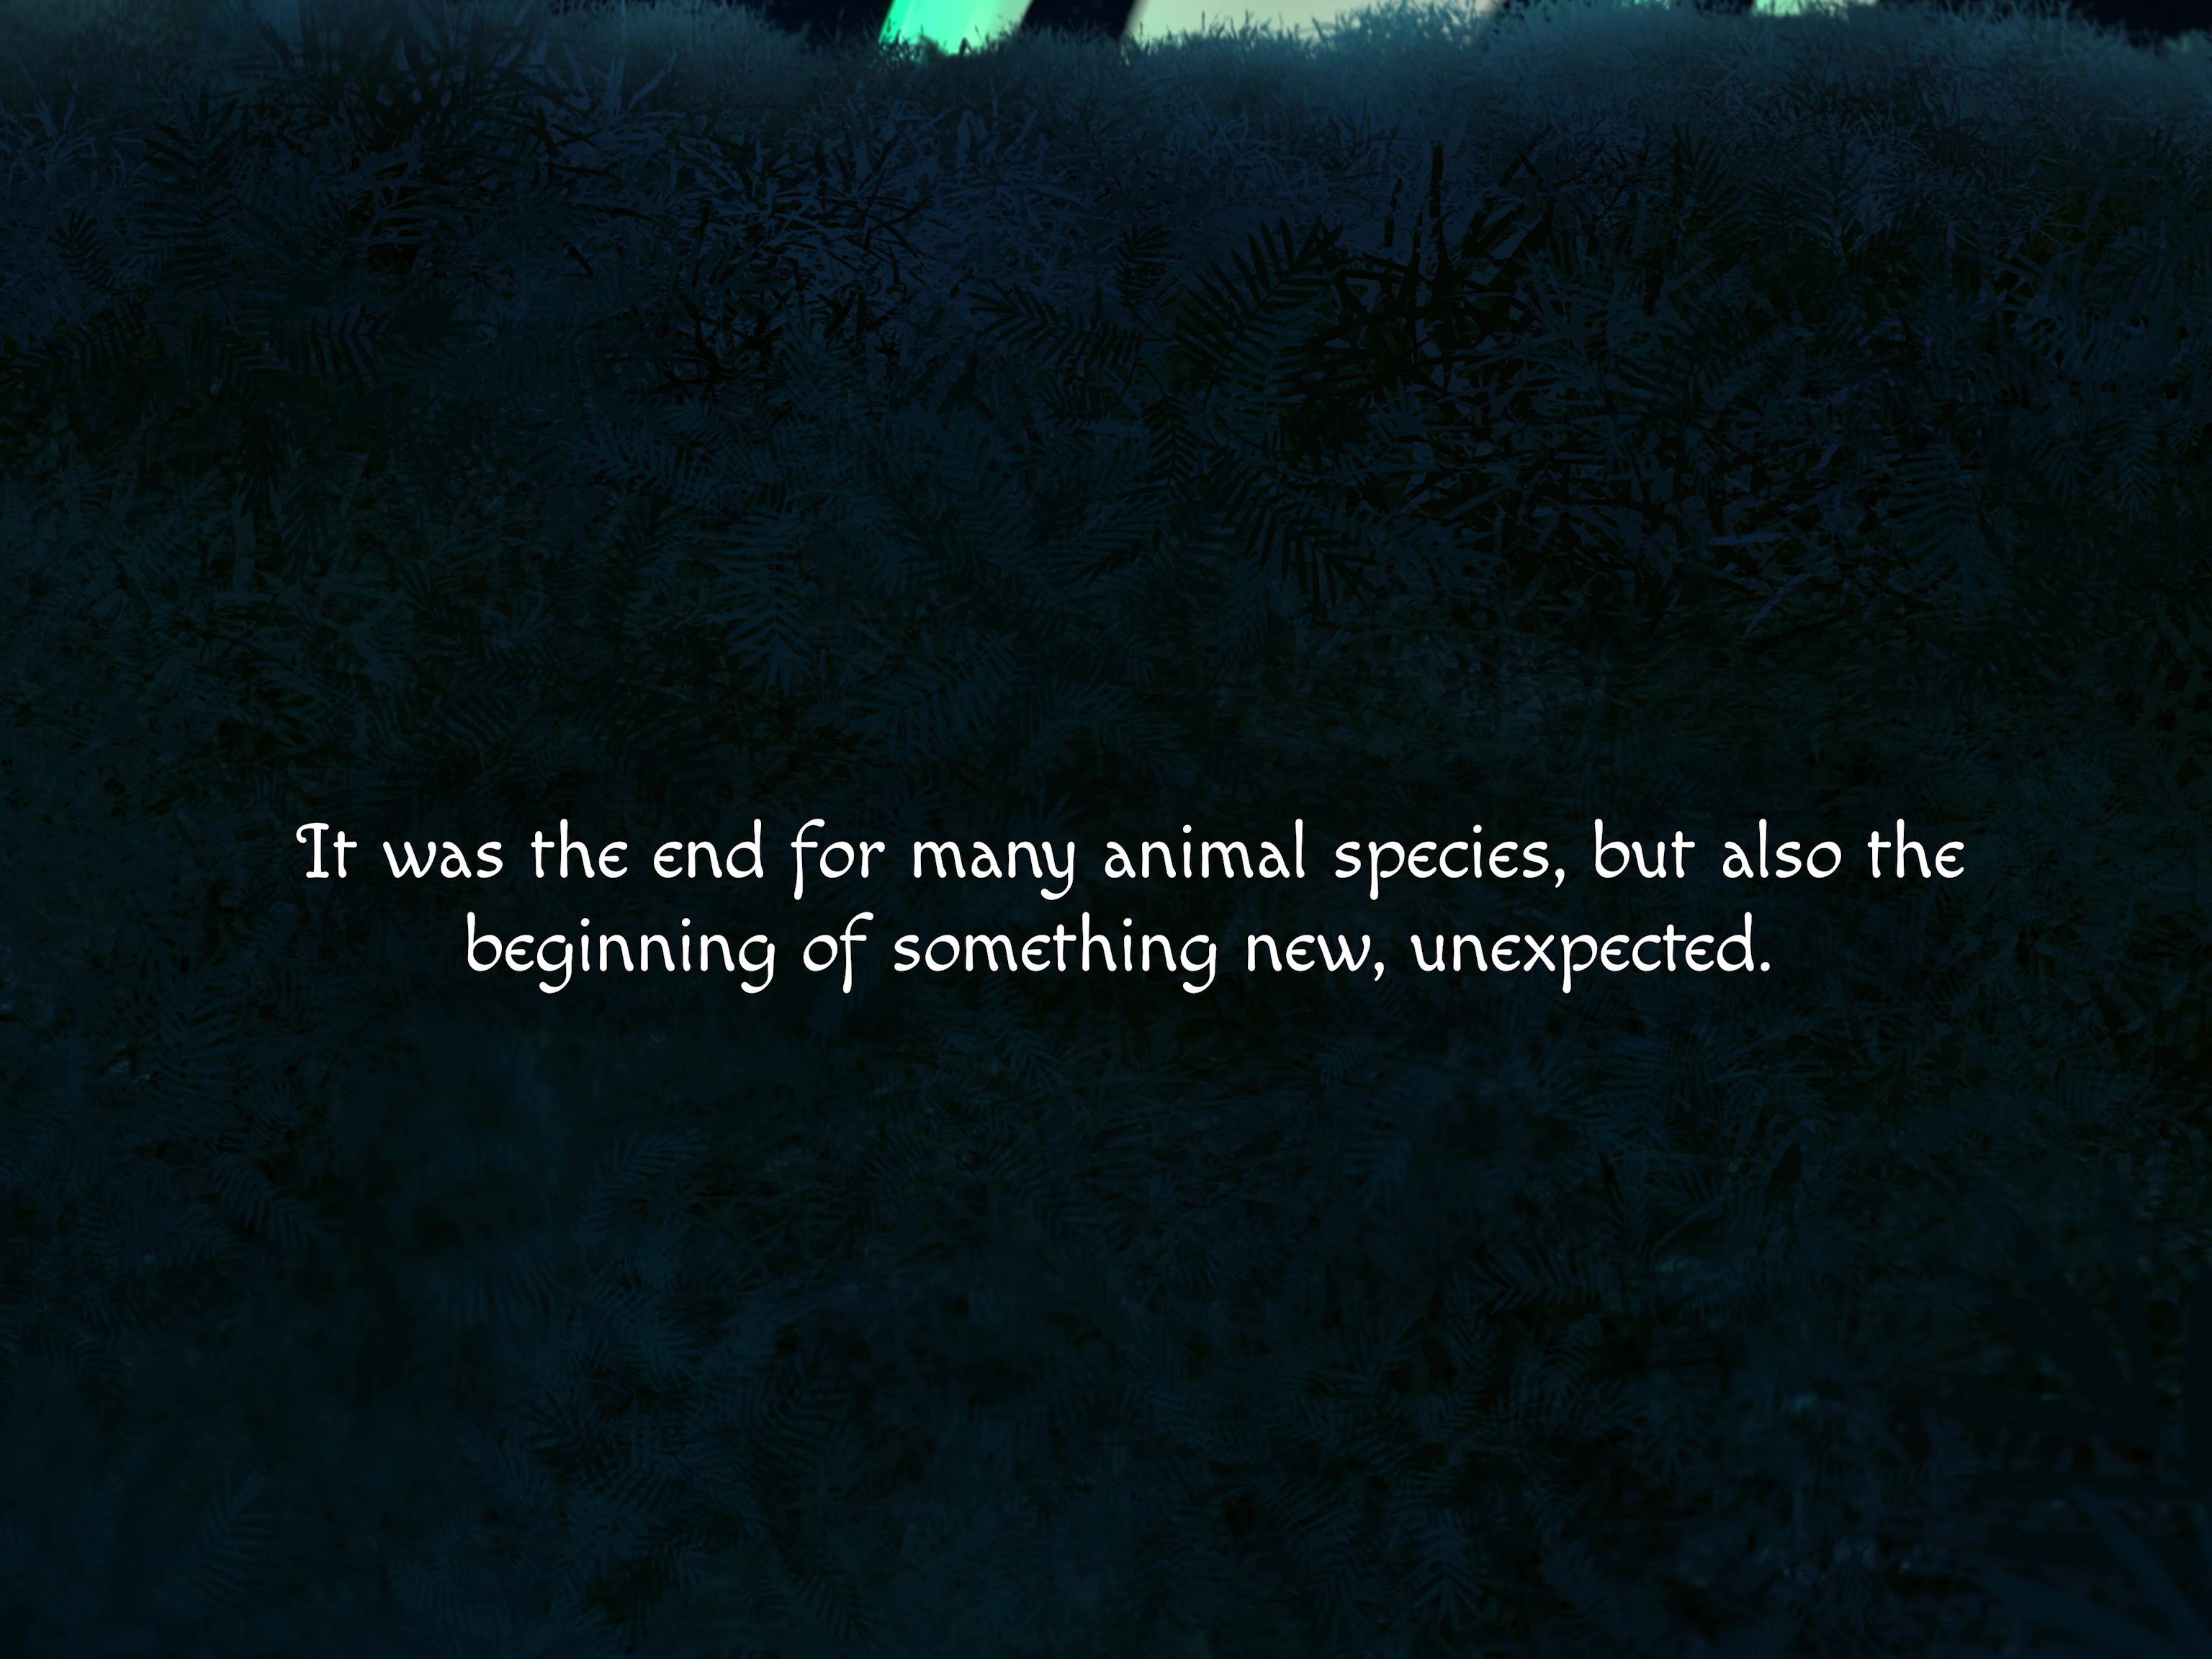 It was the end for many animal species, but also the
beginning of something new, unexpected.